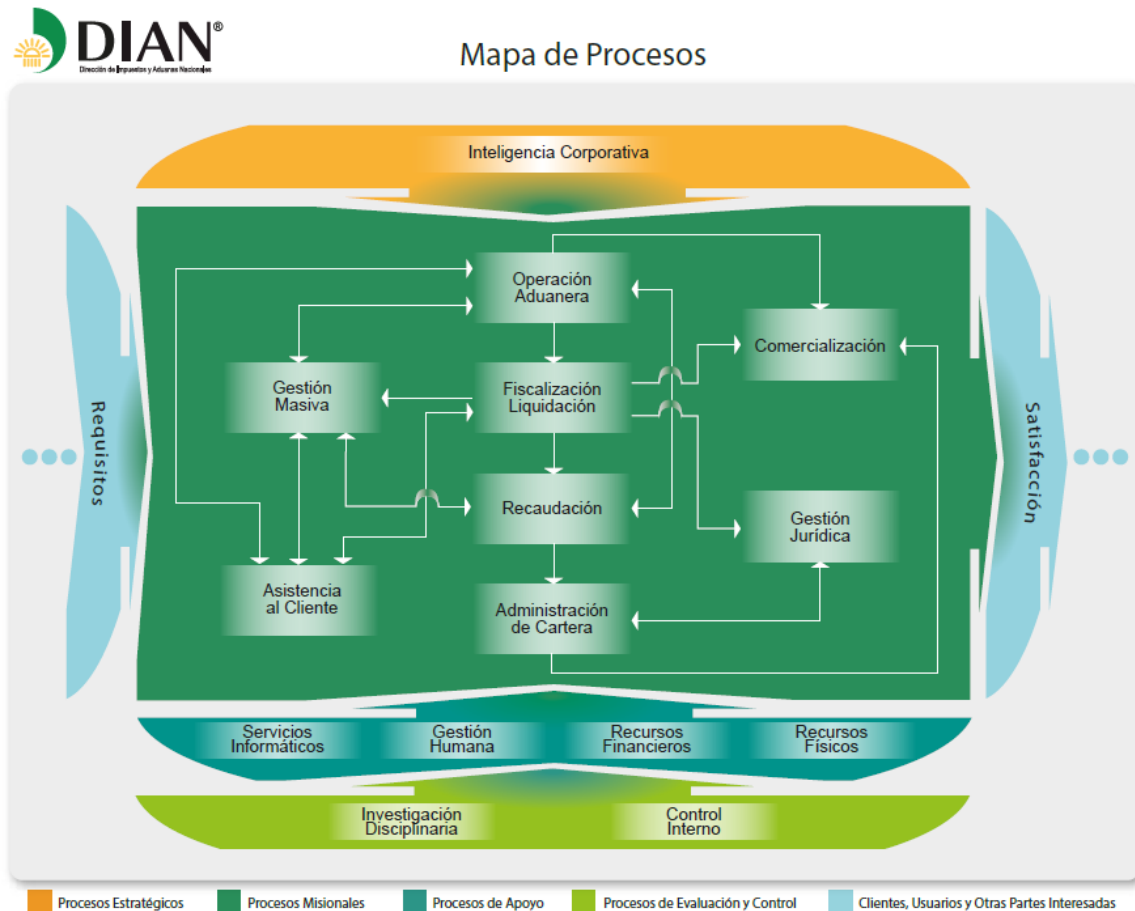 DIAN®
Dirección de Impuestos y Aduanas Nacionales
Mapa de Procesos
Inteligencia Corporativa
Requisitos
Operación
Aduanera
Comercialización
Gestión
Masiva
Fiscalización
Liquidación
Recaudación
Gestión
Jurídica
Asistencia
al Cliente
Administración
de Cartera
Satisfacción
Servicios
Informáticos
Gestión
Humana
Recursos
Financieros
Recursos
Físicos
Investigación
Disciplinaria
Control
Interno
Procesos Estratégicos
Procesos Misionales
Procesos de Apoyo
Procesos de Evaluación y Control
Clientes, Usuarios y Otras Partes Interesadas